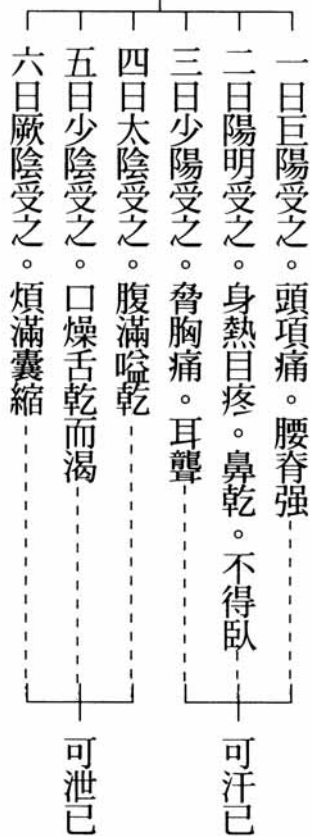 一日巨陽受之。頭項痛。腰脊强
二日陽明受之。身熱目疼。鼻乾。不得臥
三日少陽受之。脅胸痛。耳聾
可汗已
四日太陰受之。腹滿嗌乾
五日少陰受之。口燥舌乾而渴
六日厥陰受之。煩滿囊縮
可泄已